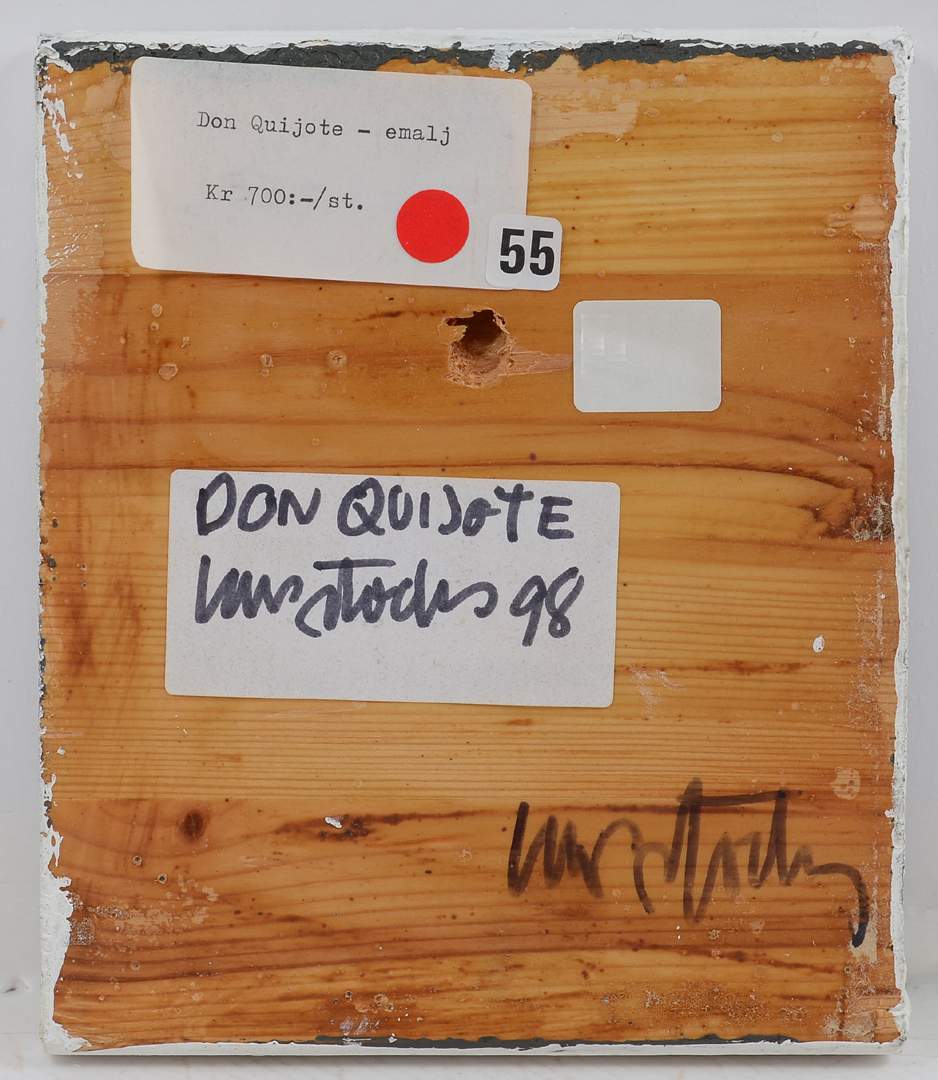 Don Quijote - emalj
Kr 700:-/st.
55
DON QUIJOTE
98